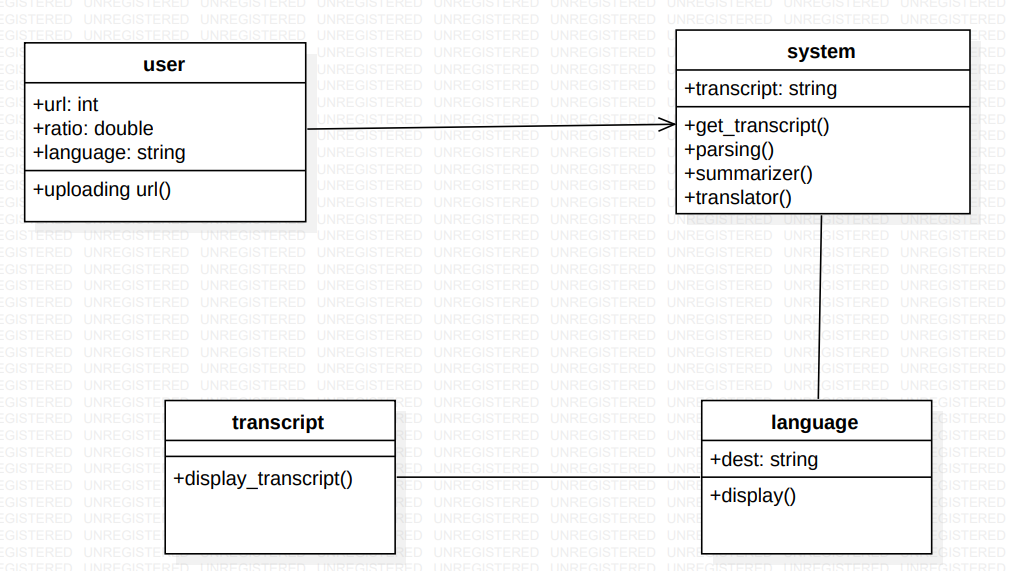 user
+url: int
+ratio: double
+language: string
+uploading url()
system
+transcript: string
+get_transcript()
+parsing()
+summarizer()
+translator()
transcript
+display_transcript()
language
+dest: string
+display()
UNREGISTERED